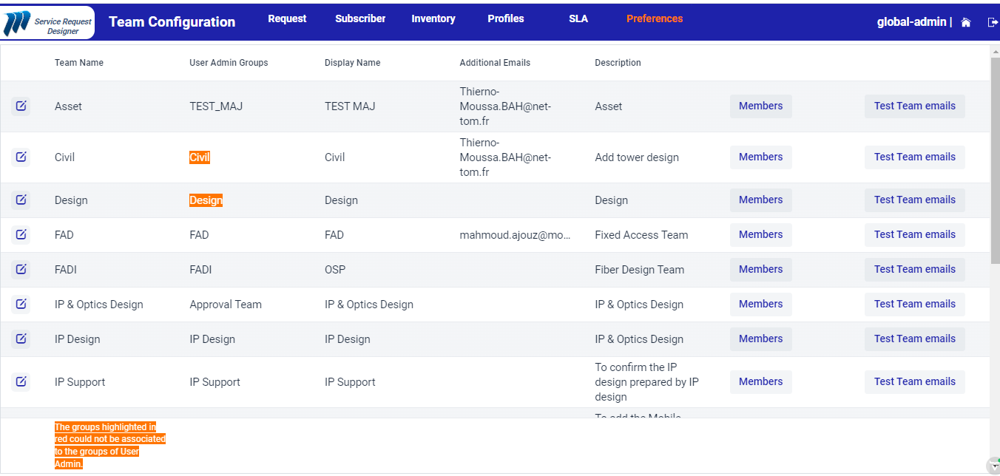 Service Request
Designer
Team Configuration
Request
Subscriber
Inventory
Profiles
SLA
Preferences
global-admin |
Team Name
User Admin Groups
Display Name
Additional Emails
Description
Asset
TEST_MAJ
TEST MAJ
Thierno-
Moussa.BAH@net-
tom.fr
Asset
Members
Test Team emails
Civil
Civil
Civil
Thierno-
Moussa.BAH@net-
tom.fr
Add tower design
Members
Test Team emails
Design
Design
Design
Design
Members
Test Team emails
FAD
FAD
FAD
mahmoud.ajouz@mo...
Fixed Access Team
Members
Test Team emails
FADI
FADI
OSP
Fiber Design Team
Members
Test Team emails
IP & Optics Design
Approval Team
IP & Optics Design
IP & Optics Design
Members
Test Team emails
IP Design
IP Design
IP Design
IP & Optics Design
Members
Test Team emails
IP Support
IP Support
IP Support
To confirm the IP
design prepared by IP
design
Members
Test Team emails
To add the Mobile
The groups highlighted in
red could not be associated
to the groups of User
Admin.